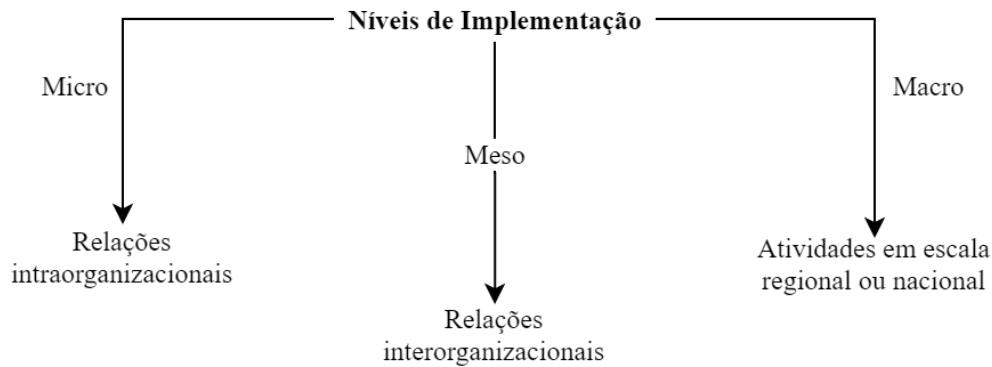 Níveis de Implementação
Micro
Macro
Meso
Relações
intraorganizacionais
Atividades em escala
regional ou nacional
Relações
interorganizacionais